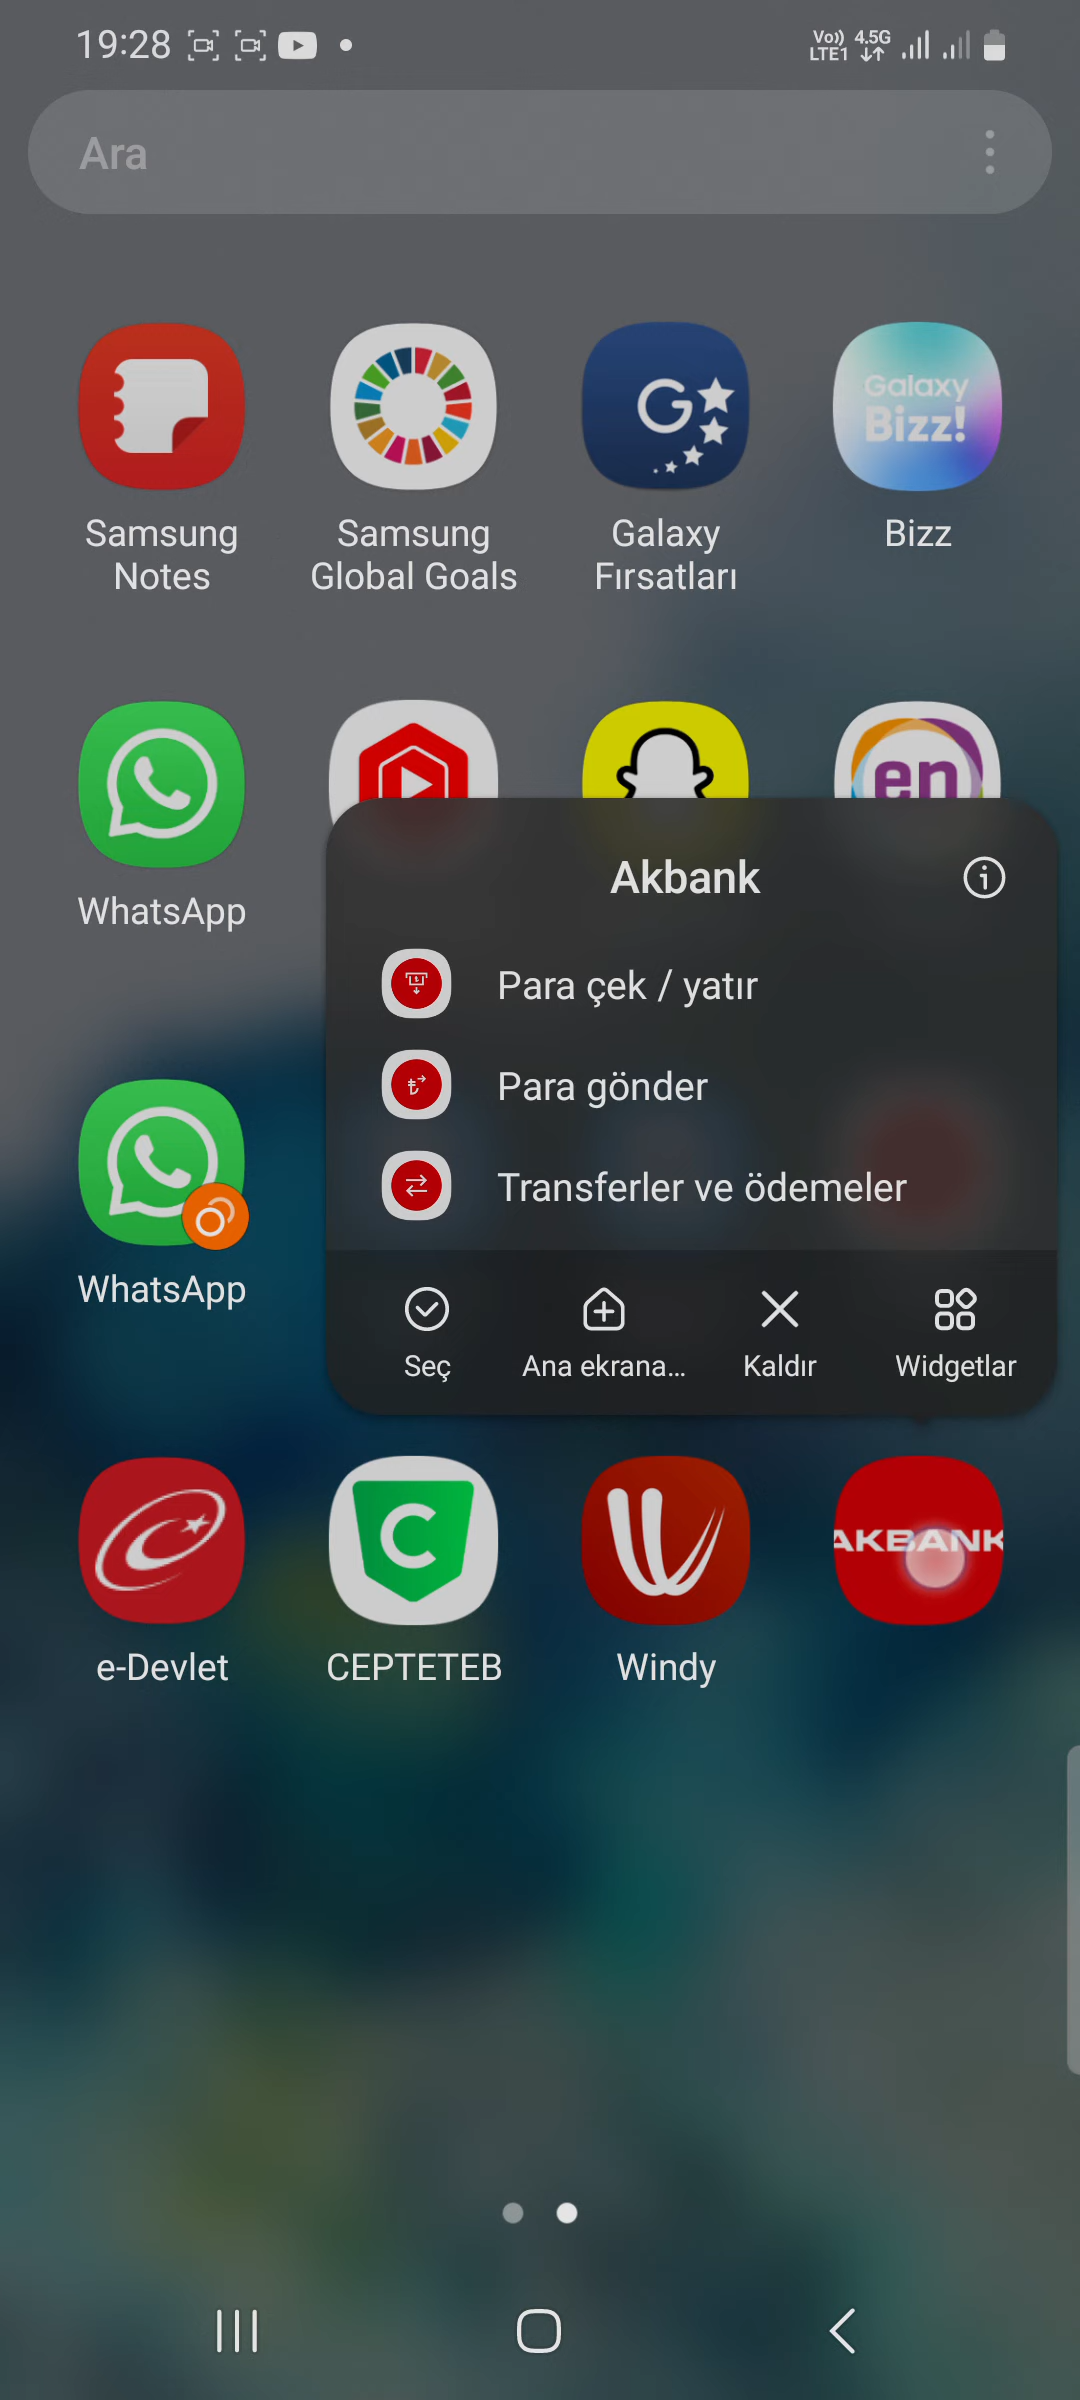 19:28
Vo)) 4.5G
LTE1
Ara
Galaxy
Bizz!
Samsung
Notes
Samsung
Global Goals
Galaxy
Fırsatları
Bizz
en
WhatsApp
Akbank
Para çek / yatır
Para gönder
Transferler ve ödemeler
WhatsApp
Seç
Ana ekrana...
Kaldır
Widgetlar
AKBANK
e-Devlet
CEPTETEB
Windy